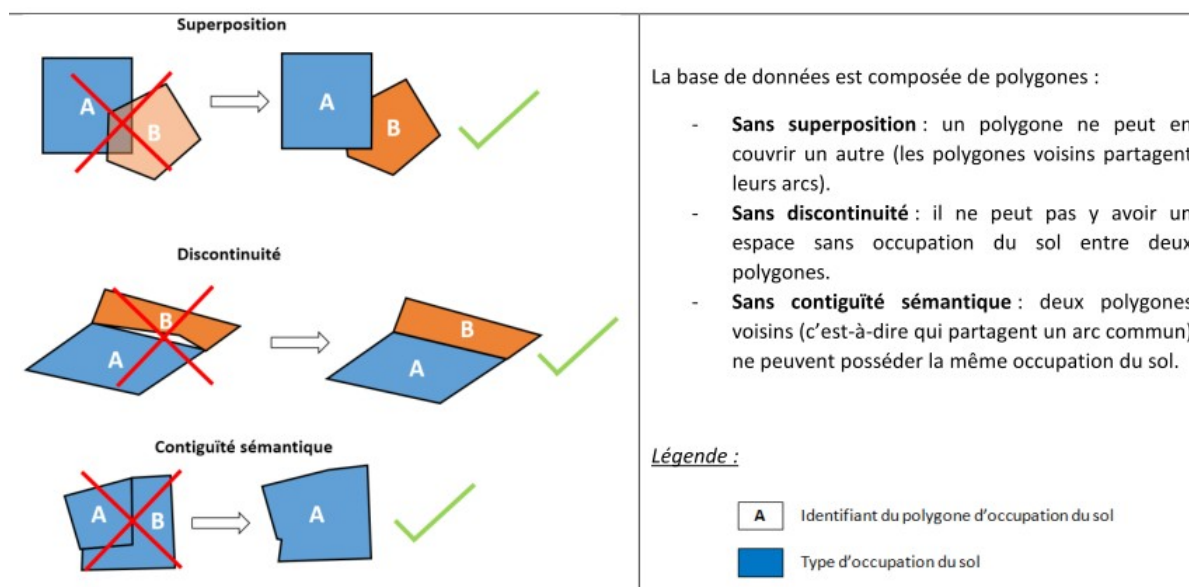 Superposition
A
B
A
B
Discontinuité
B
A
B
A
Contiguïté sémantique
A
B
A
La base de données est composée de polygones :
- Sans superposition : un polygone ne peut en
couvrir un autre (les polygones voisins partagent
leurs arcs).
- Sans discontinuité : il ne peut pas y avoir un
espace sans occupation du sol entre deux
polygones.
- Sans contiguïté sémantique : deux polygones
voisins (c'est-à-dire qui partagent un arc commun)
ne peuvent posséder la même occupation du sol.
Légende :
A Identifiant du polygone d'occupation du sol
Type d'occupation du sol